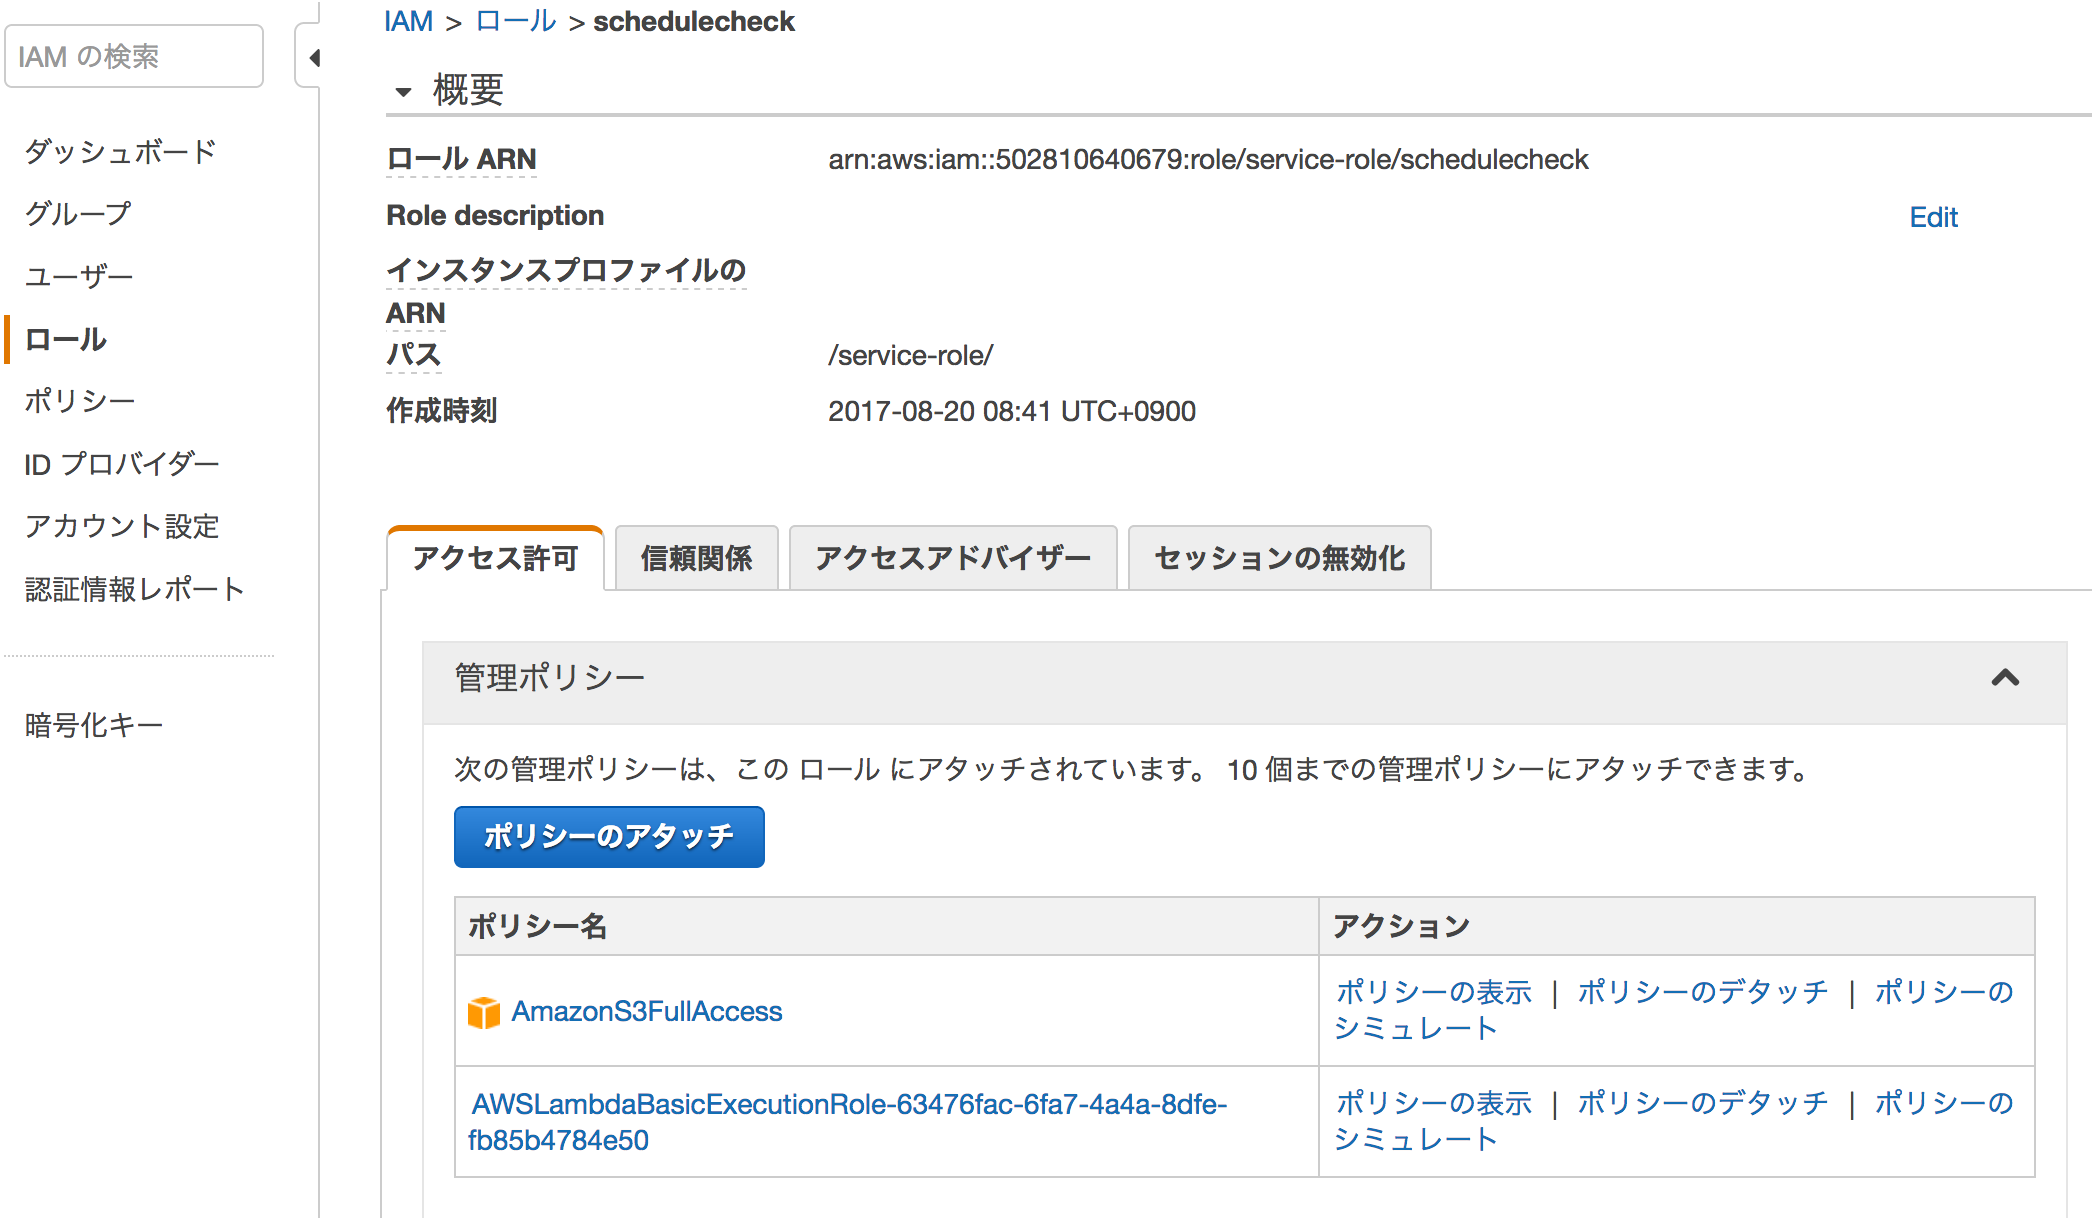 IAM の検索
ダッシュボード
グループ
ユーザー
ロール
ポリシー
ID プロバイダー
アカウント設定
認証情報レポート
暗号化キー
IAM > ロール > schedulecheck
概要
ロール ARN arn:aws:iam::502810640679:role/service-role/schedulecheck
Role description Edit
インスタンスプロファイルの
ARN
パス /service-role/
作成時刻 2017-08-20 08:41 UTC+0900
アクセス許可 信頼関係 アクセスアドバイザー セッションの無効化
管理ポリシー
次の管理ポリシーは、この ロール にアタッチされています。 10 個までの管理ポリシーにアタッチできます。
ポリシーのアタッチ
ポリシー名 アクション
AmazonS3FullAccess ポリシーの表示 | ポリシーのデタッチ | ポリシーの
シミュレート
AWSLambdaBasicExecutionRole-63476fac-6fa7-4a4a-8dfe- ポリシーの表示 | ポリシーのデタッチ | ポリシーの
fb85b4784e50 シミュレート